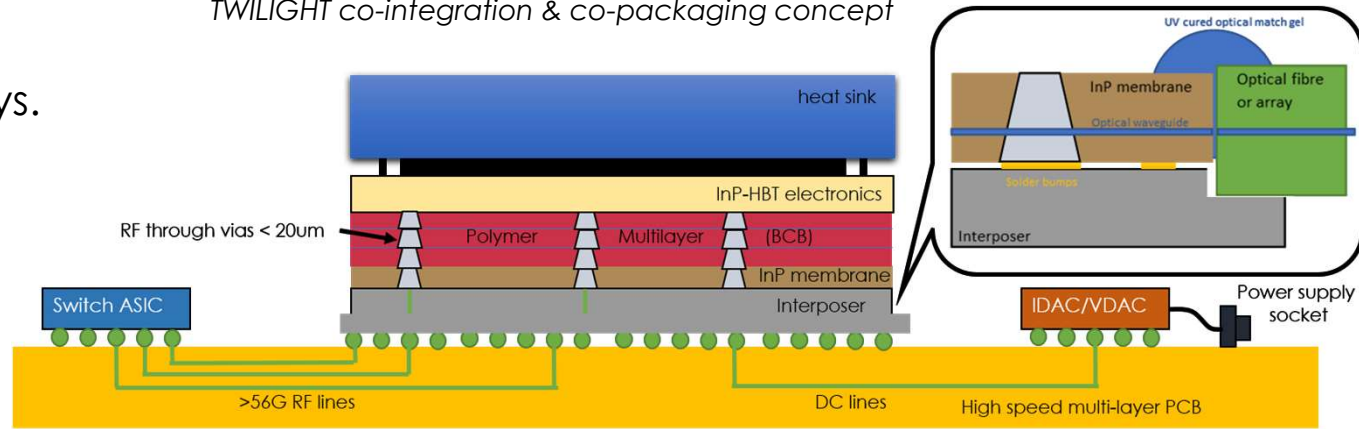 TWILIGHT co-integration & co-packaging concept
ys.
UV cured optical match gel
InP membrane
Optical fibre
or array
Optical waveguide
Solder bumps
Interposer
heat sink
InP-HBT electronics
RF through vias < 20um
Polymer Multilayer (BCB)
InP membrane
Interposer
Switch ASIC
IDAC/VDAC
Power supply
socket
>56G RF lines
DC lines
High speed multi-layer PCB